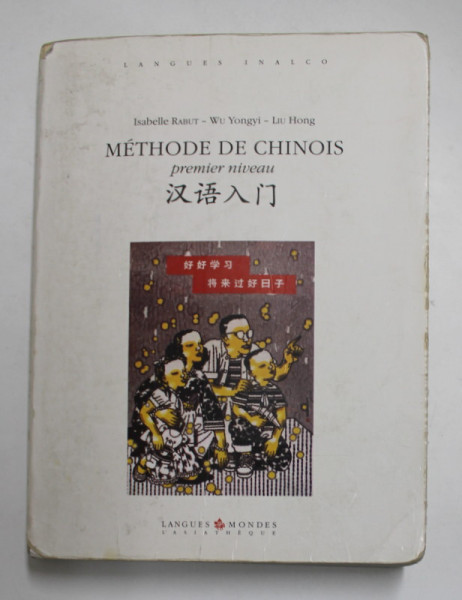 LANGUES INALCO
Isabelle RABUT – WU Yongyi – LIU Hong
MÉTHODE DE CHINOIS
premier niveau
汉语入门
好好学习
将来过好日子
LANGUES MONDES
L'ASIATHÈQUE